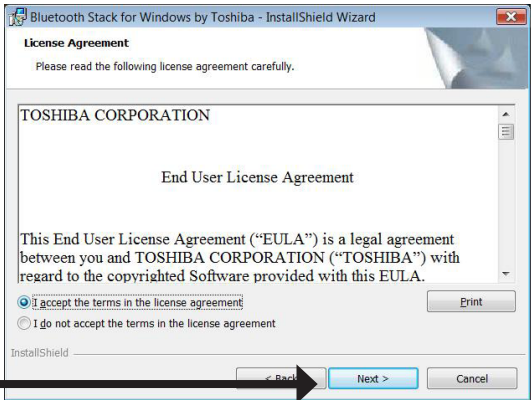 Bluetooth Stack for Windows by Toshiba - InstallShield Wizard
License Agreement
Please read the following license agreement carefully.
TOSHIBA CORPORATION
End User License Agreement
This End User License Agreement (“EULA”) is a legal agreement
between you and TOSHIBA CORPORATION (“TOSHIBA”) with
regard to the copyrighted Software provided with this EULA.
I accept the terms in the license agreement
Print
I do not accept the terms in the license agreement
InstallShield
< Back Next > Cancel